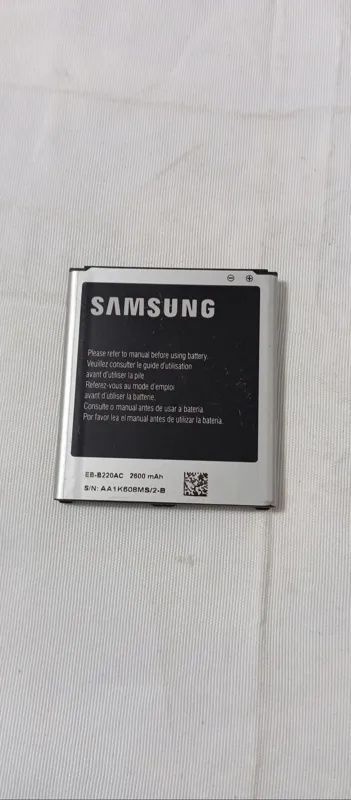 ⊖ ⊕
SAMSUNG
Please refer to manual before using battery.
Veuillez consulter le guide d'utilisation
avant d'utiliser la pile
Referez-vous au mode d'emploi
avant d'utiliser la batterie.
Consulte o manual antes de usar a bateria.
Por favor lea el manual antes de utilizar la batería.
EB-B220AC 2600 mAh
S/N: AA1K608MS/2-B